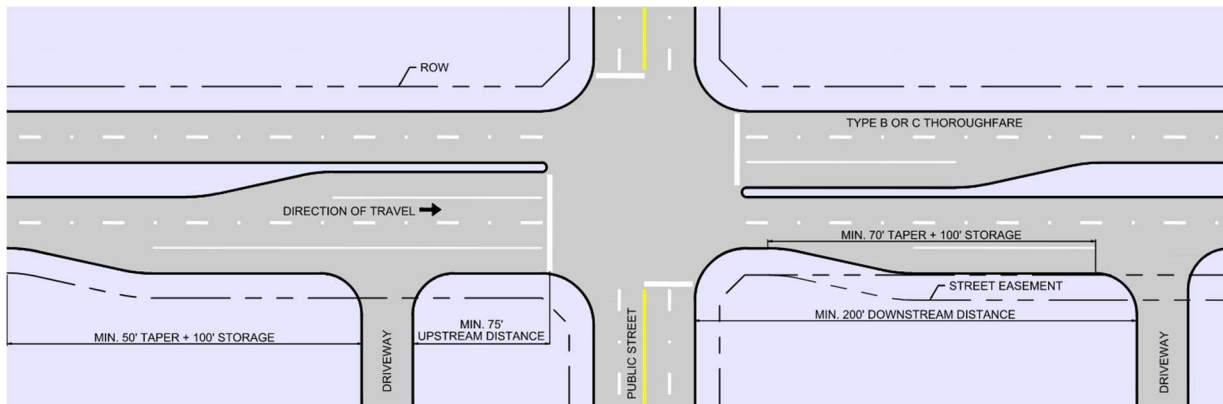 ROW
TYPE B OR C THOROUGHFARE
DIRECTION OF TRAVEL
MIN. 70' TAPER + 100' STORAGE
STREET EASEMENT
MIN. 50' TAPER + 100' STORAGE
MIN. 75'
UPSTREAM DISTANCE
MIN. 200' DOWNSTREAM DISTANCE
DRIVEWAY
PUBLIC STREET
DRIVEWAY